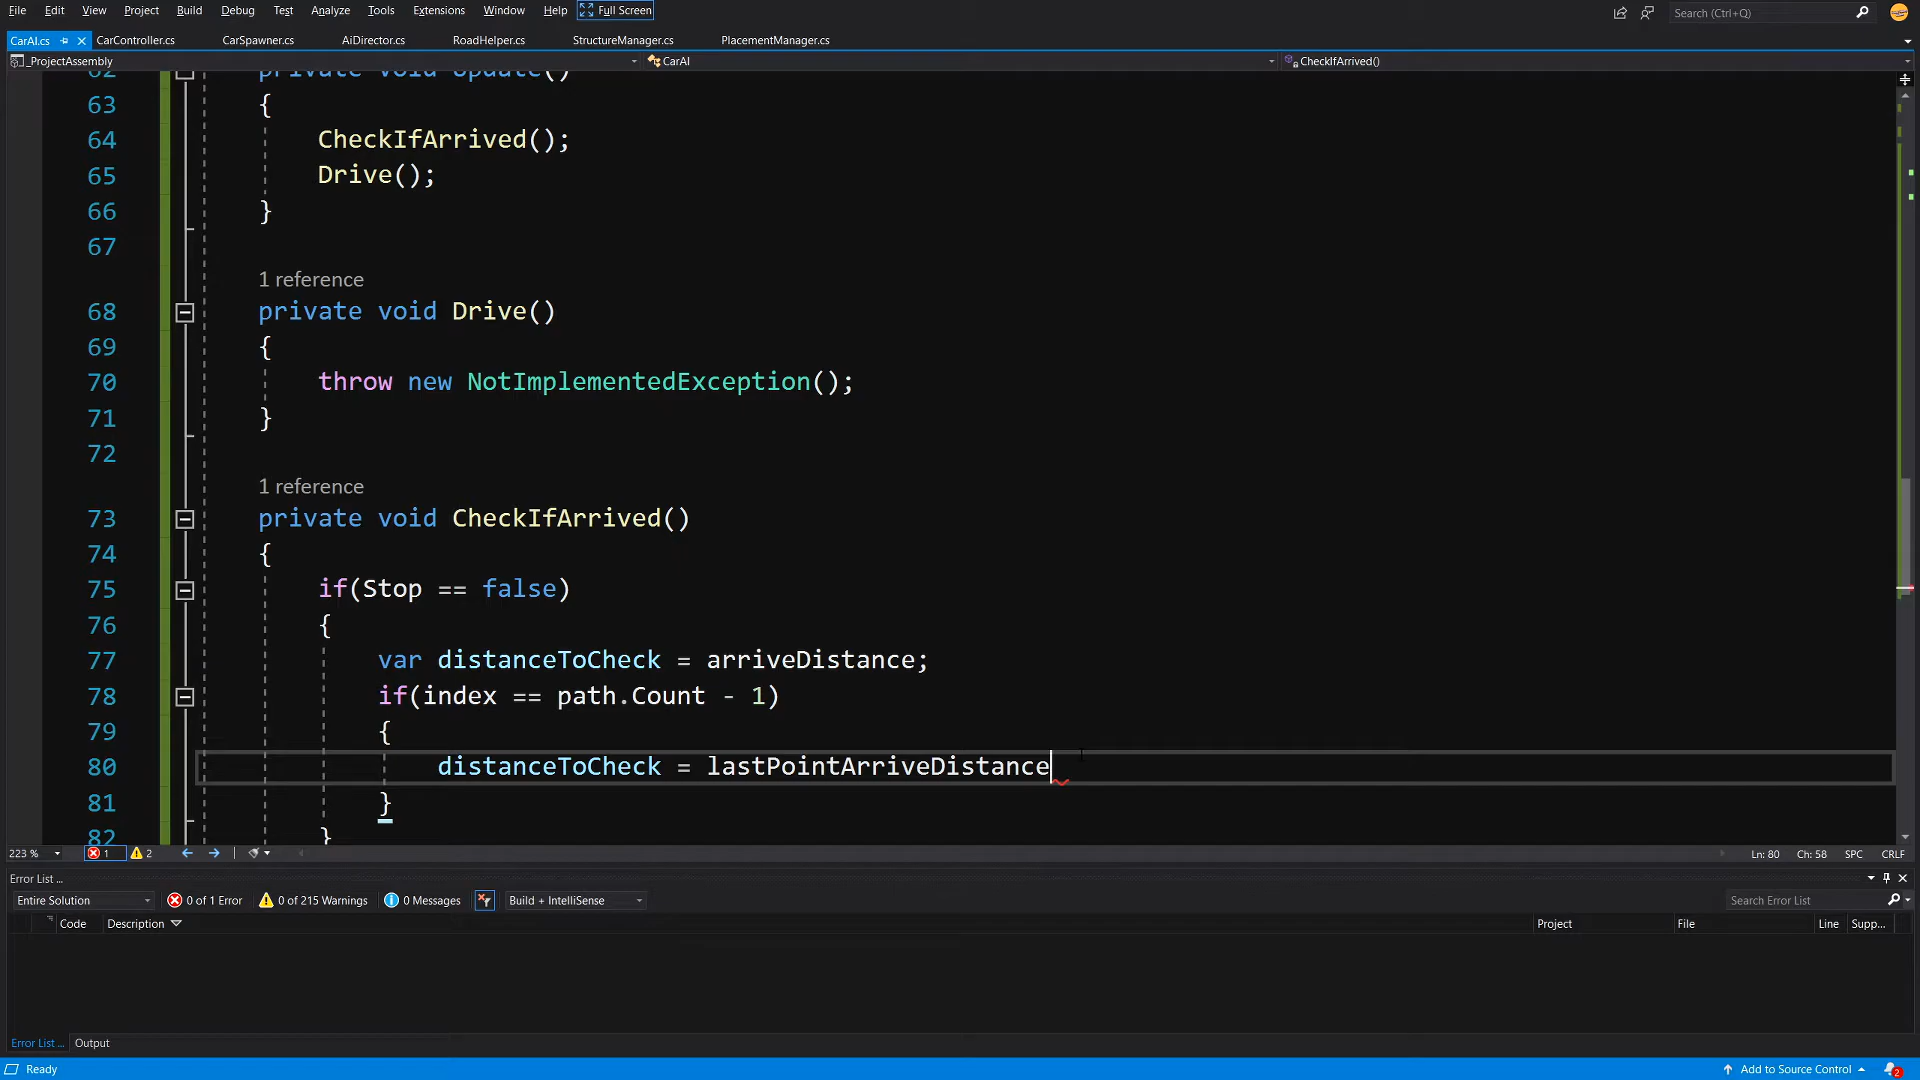 File Edit View Project Build Debug Test Analyze Tools Extensions Window Help Full Screen Search (Ctrl+Q)
CarAI.cs CarController.cs CarSpawner.cs AiDirector.cs RoadHelper.cs StructureManager.cs PlacementManager.cs
_ProjectAssembly CarAI CheckIfArrived()
62 private void Update()
63 {
64 CheckIfArrived();
65 Drive();
66 }
67
1 reference
68 private void Drive()
69 {
70 throw new NotImplementedException();
71 }
72
1 reference
73 private void CheckIfArrived()
74 {
75 if(Stop == false)
76 {
77 var distanceToCheck = arriveDistance;
78 if(index == path.Count - 1)
79 {
80 distanceToCheck = lastPointArriveDistance
81 }
82 }
223 % 1 2 Ln: 80 Ch: 58 SPC CRLF
Error List ...
Entire Solution 0 of 1 Error 0 of 215 Warnings 0 Messages Build + IntelliSense Search Error List
Code Description Project File Line Supp...
Error List ... Output
Ready Add to Source Control 2